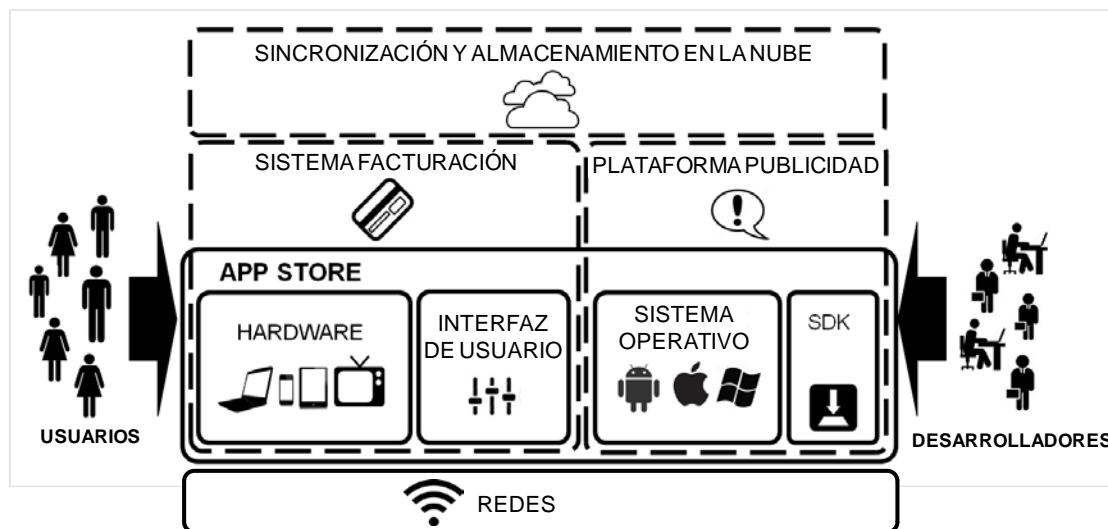 SINCRONIZACIÓN Y ALMACENAMIENTO EN LA NUBE
SISTEMA FACTURACIÓN
PLATAFORMA PUBLICIDAD
APP STORE
HARDWARE
INTERFAZ
DE USUARIO
SISTEMA
OPERATIVO
SDK
USUARIOS
DESARROLLADORES
REDES